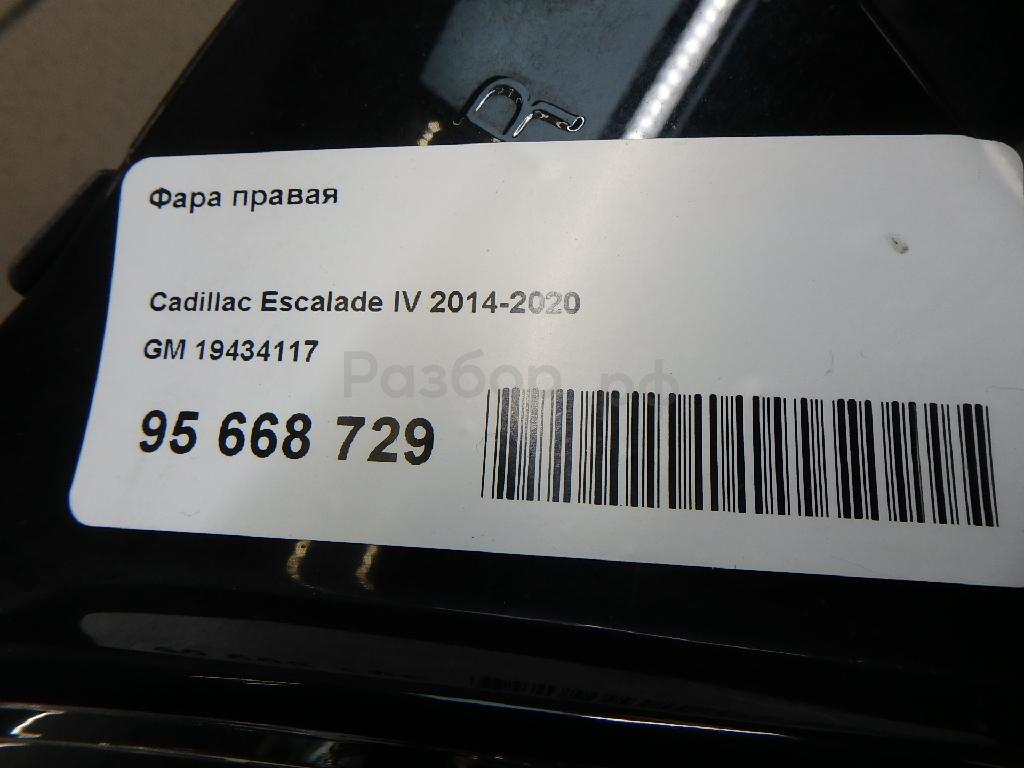 R
Фара правая
Cadillac Escalade IV 2014-2020
GM 19434117
Разбор.рф
95 668 729